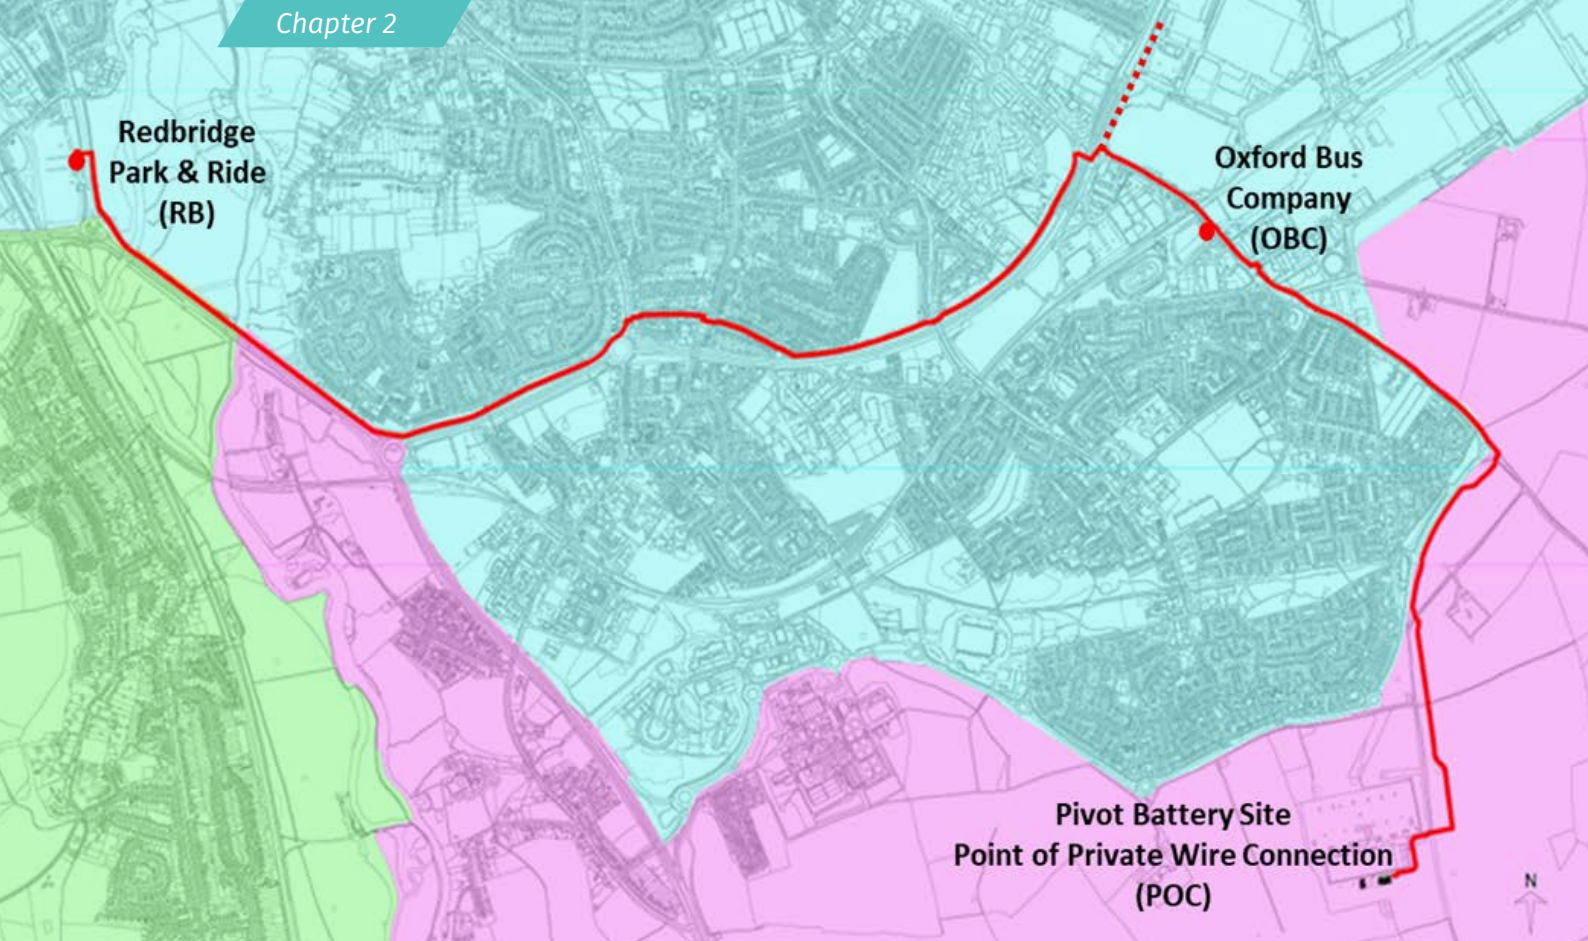 Chapter 2
Redbridge
Park & Ride
(RB)
Oxford Bus
Company
(OBC)
Pivot Battery Site
Point of Private Wire Connection
(POC)
N